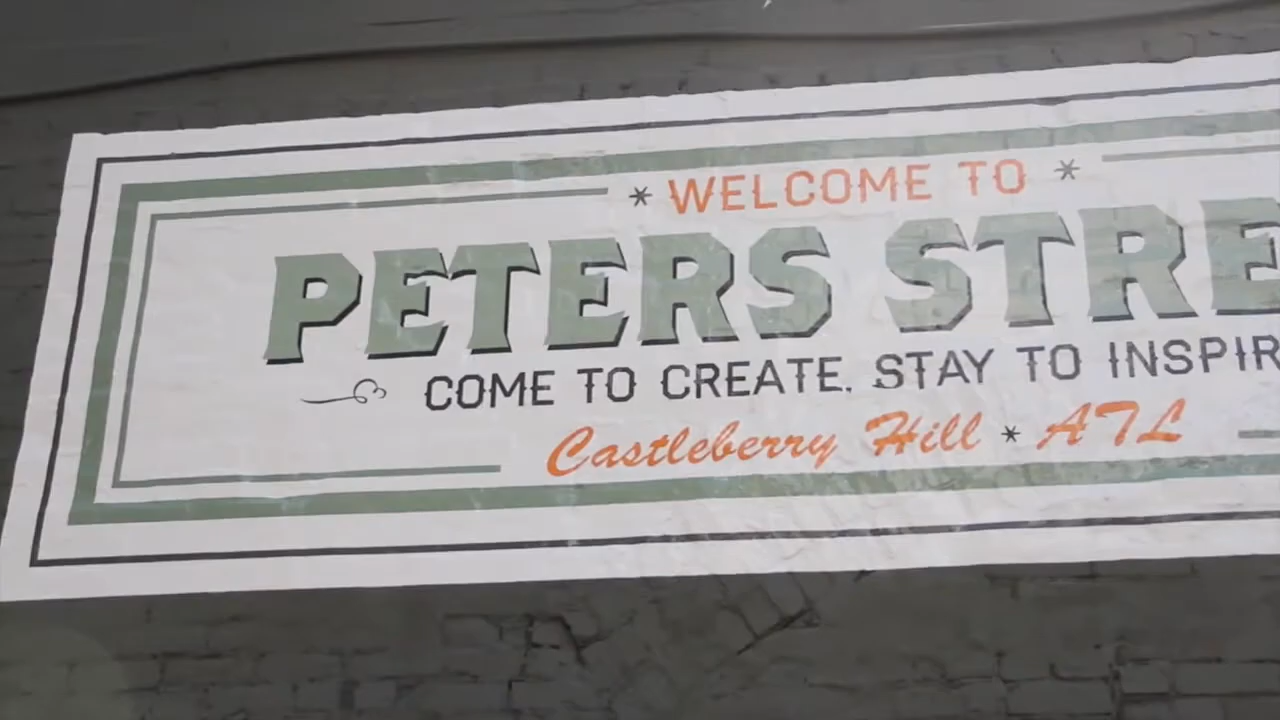 * WELCOME TO *
PETERS STRE
COME TO CREATE. STAY TO INSPIR
Castleberry Hill * ATL